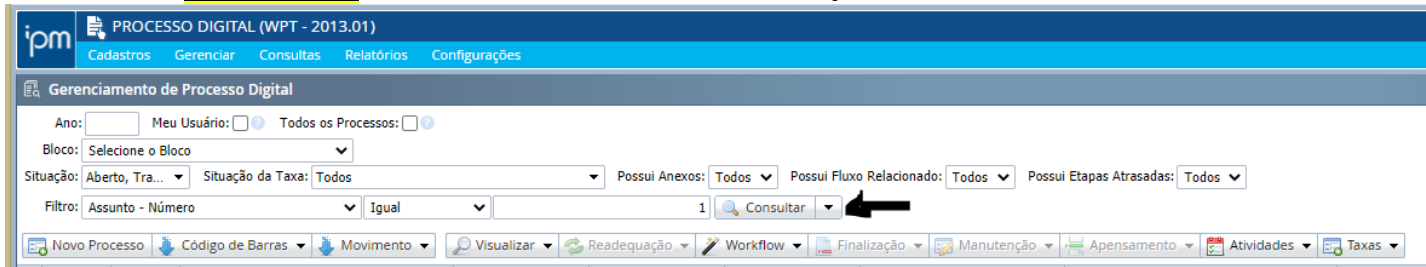 ipm
PROCESSO DIGITAL (WPT - 2013.01)
Cadastros Gerenciar Consultas Relatórios Configurações
Gerenciamento de Processo Digital
Ano: Meu Usuário: ? Todos os Processos: ?
Bloco: Selecione o Bloco
Situação: Aberto, Tra... Situação da Taxa: Todos Possui Anexos: Todos Possui Fluxo Relacionado: Todos Possui Etapas Atrasadas: Todos
Filtro: Assunto - Número Igual 1 Consultar
Novo Processo Código de Barras Movimento Visualizar Readequação Workflow Finalização Manutenção Apensamento Atividades Taxas